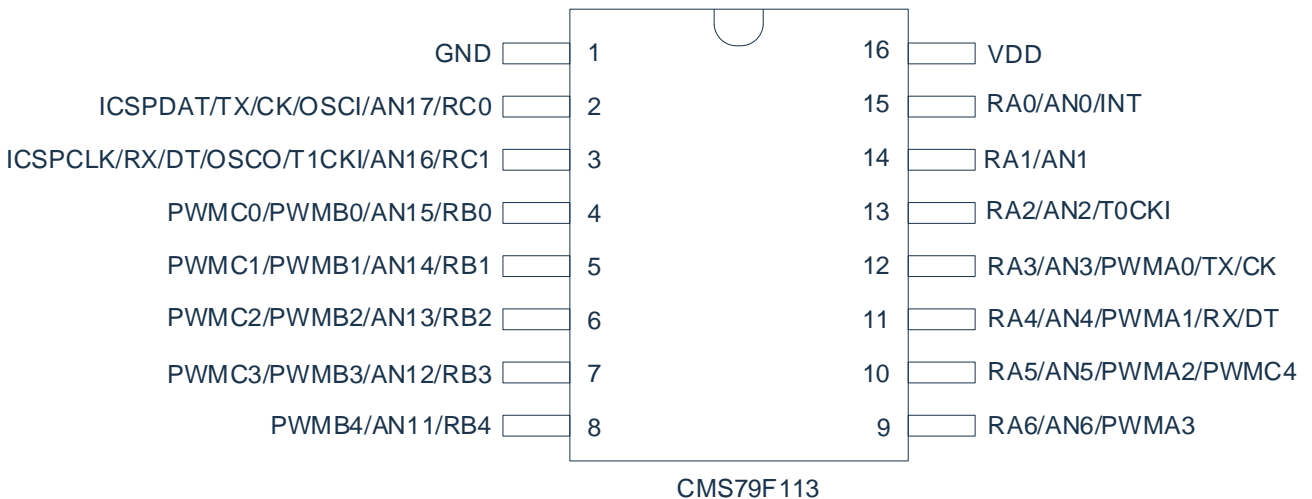 GND 1 16 VDD
ICSPDAT/TX/CK/OSCI/AN17/RC0 2 15 RA0/AN0/INT
ICSPCLK/RX/DT/OSCO/T1CKI/AN16/RC1 3 14 RA1/AN1
PWMC0/PWMB0/AN15/RB0 4 13 RA2/AN2/T0CKI
PWMC1/PWMB1/AN14/RB1 5 12 RA3/AN3/PWMA0/TX/CK
PWMC2/PWMB2/AN13/RB2 6 11 RA4/AN4/PWMA1/RX/DT
PWMC3/PWMB3/AN12/RB3 7 10 RA5/AN5/PWMA2/PWMC4
PWMB4/AN11/RB4 8 9 RA6/AN6/PWMA3
CMS79F113